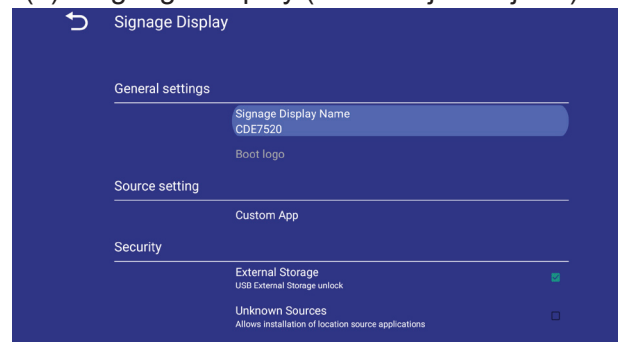 Signage Display
General settings
Signage Display Name
CDE7520
Boot logo
Source setting
Custom App
Security
External Storage
USB External Storage unlock
Unknown Sources
Allows installation of location source applications